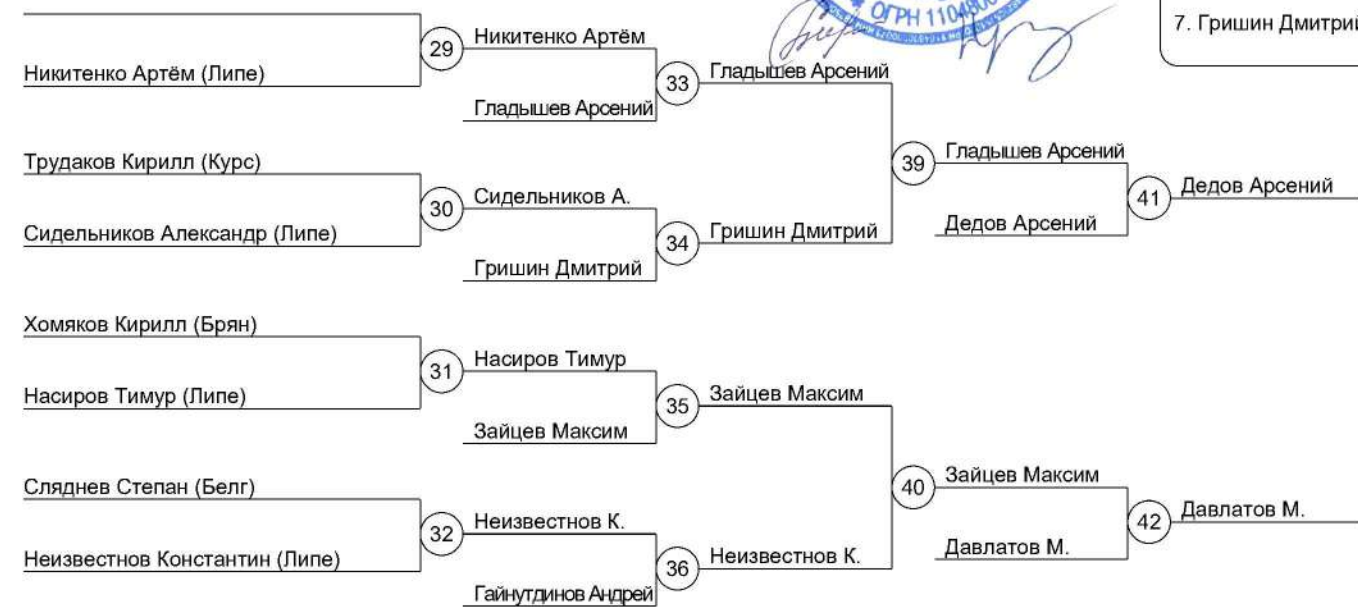 ОГРН 110480
7. Гришин Дмитрий
29
Никитенко Артём
Никитенко Артём (Липе)
33
Гладышев Арсений
Гладышев Арсений
Трудаков Кирилл (Курс)
39
Гладышев Арсений
30
Сидельников А.
41
Дедов Арсений
Сидельников Александр (Липе)
34
Гришин Дмитрий
Дедов Арсений
Гришин Дмитрий
Хомяков Кирилл (Брян)
31
Насиров Тимур
Насиров Тимур (Липе)
35
Зайцев Максим
Зайцев Максим
Сляднев Степан (Белг)
40
Зайцев Максим
32
Неизвестнов К.
42
Давлатов М.
Неизвестнов Константин (Липе)
36
Неизвестнов К.
Давлатов М.
Гайнутдинов Андрей